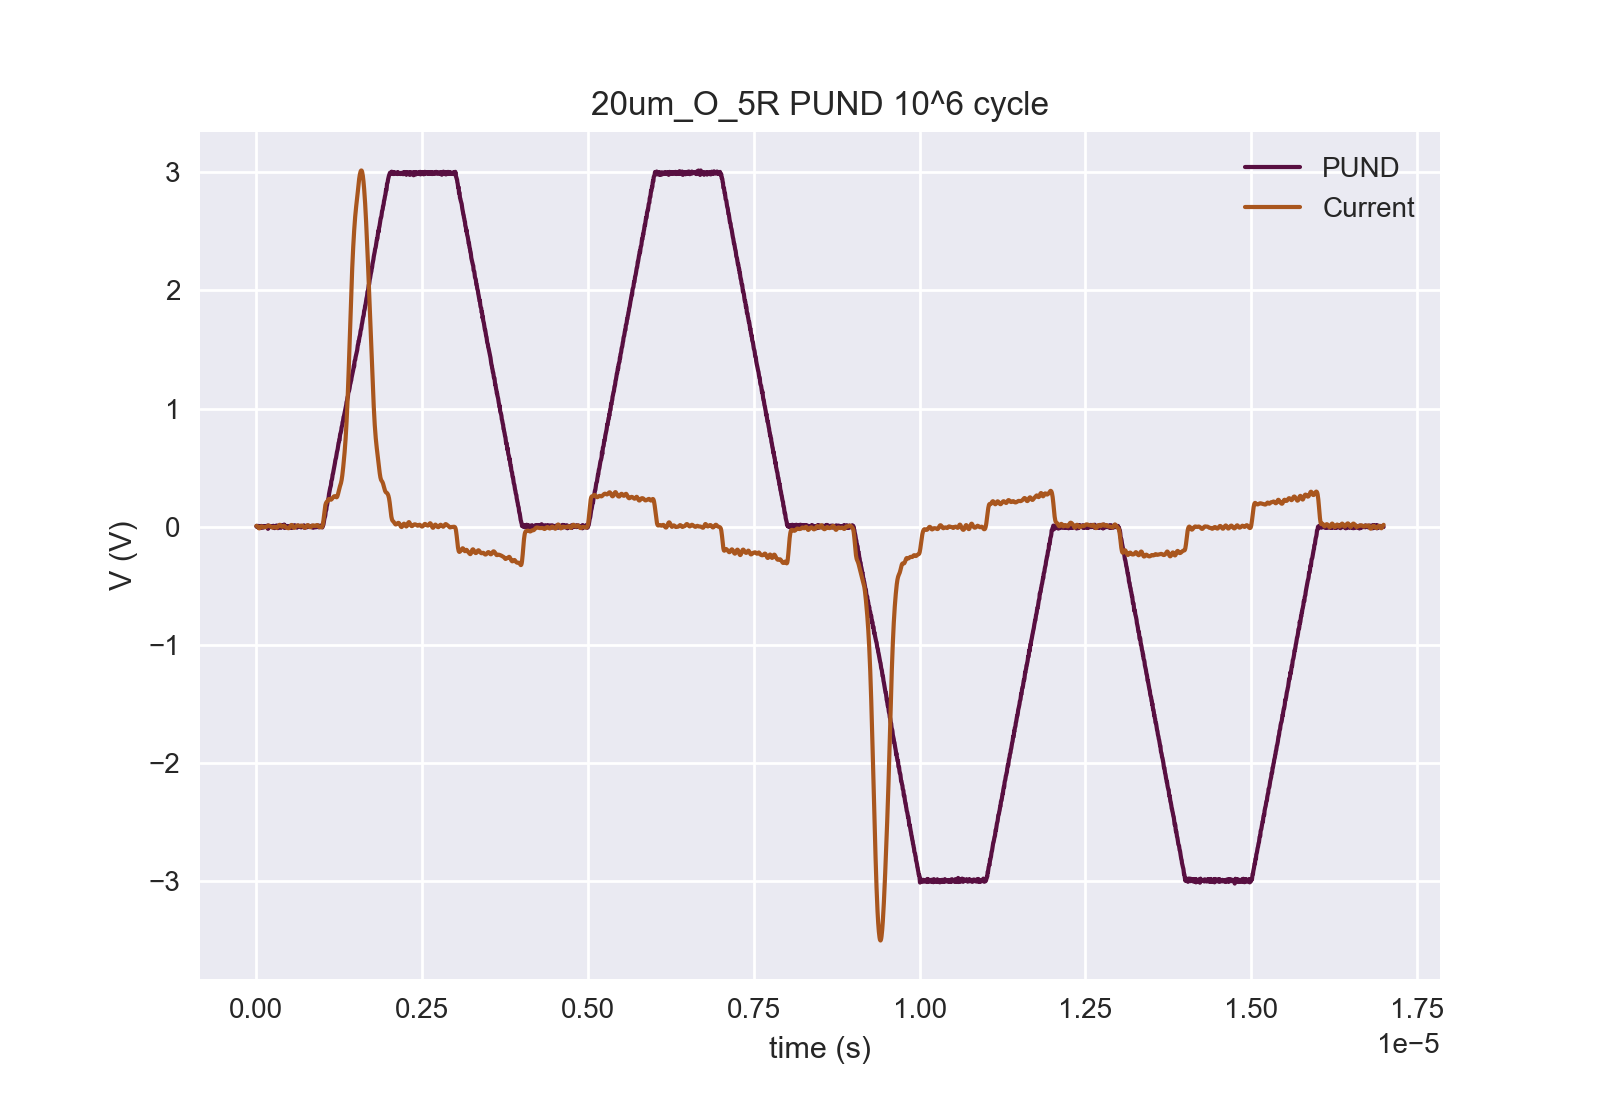 20um_O_5R PUND 10^6 cycle
PUND
Current
3
2
1
0
−1
−2
−3
V (V)
0.00 0.25 0.50 0.75 1.00 1.25 1.50 1.75
time (s)
1e−5